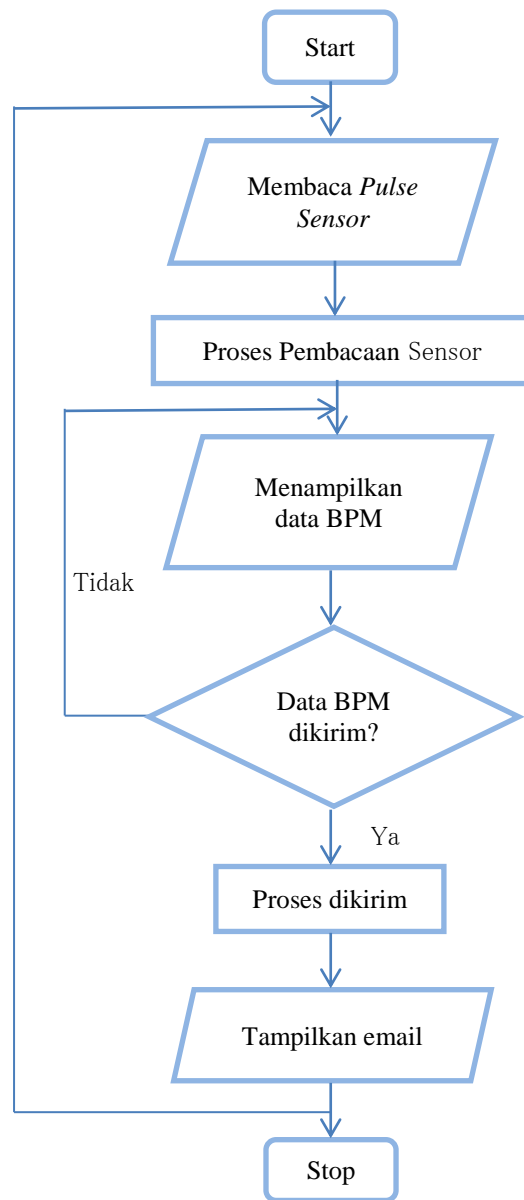 Start
Membaca Pulse
Sensor
Proses Pembacaan Sensor
Menampilkan
data BPM
Tidak
Data BPM
dikirim?
Ya
Proses dikirim
Tampilkan email
Stop